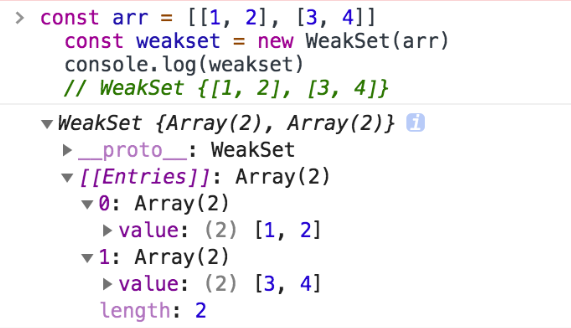 > const arr = [[1, 2], [3, 4]]
const weakset = new WeakSet(arr)
console.log(weakset)
// WeakSet {[1, 2], [3, 4]}
▼WeakSet {Array(2), Array(2)} i
▶__proto__: WeakSet
▼[[Entries]]: Array(2)
▼0: Array(2)
▶value: (2) [1, 2]
▼1: Array(2)
▶value: (2) [3, 4]
length: 2